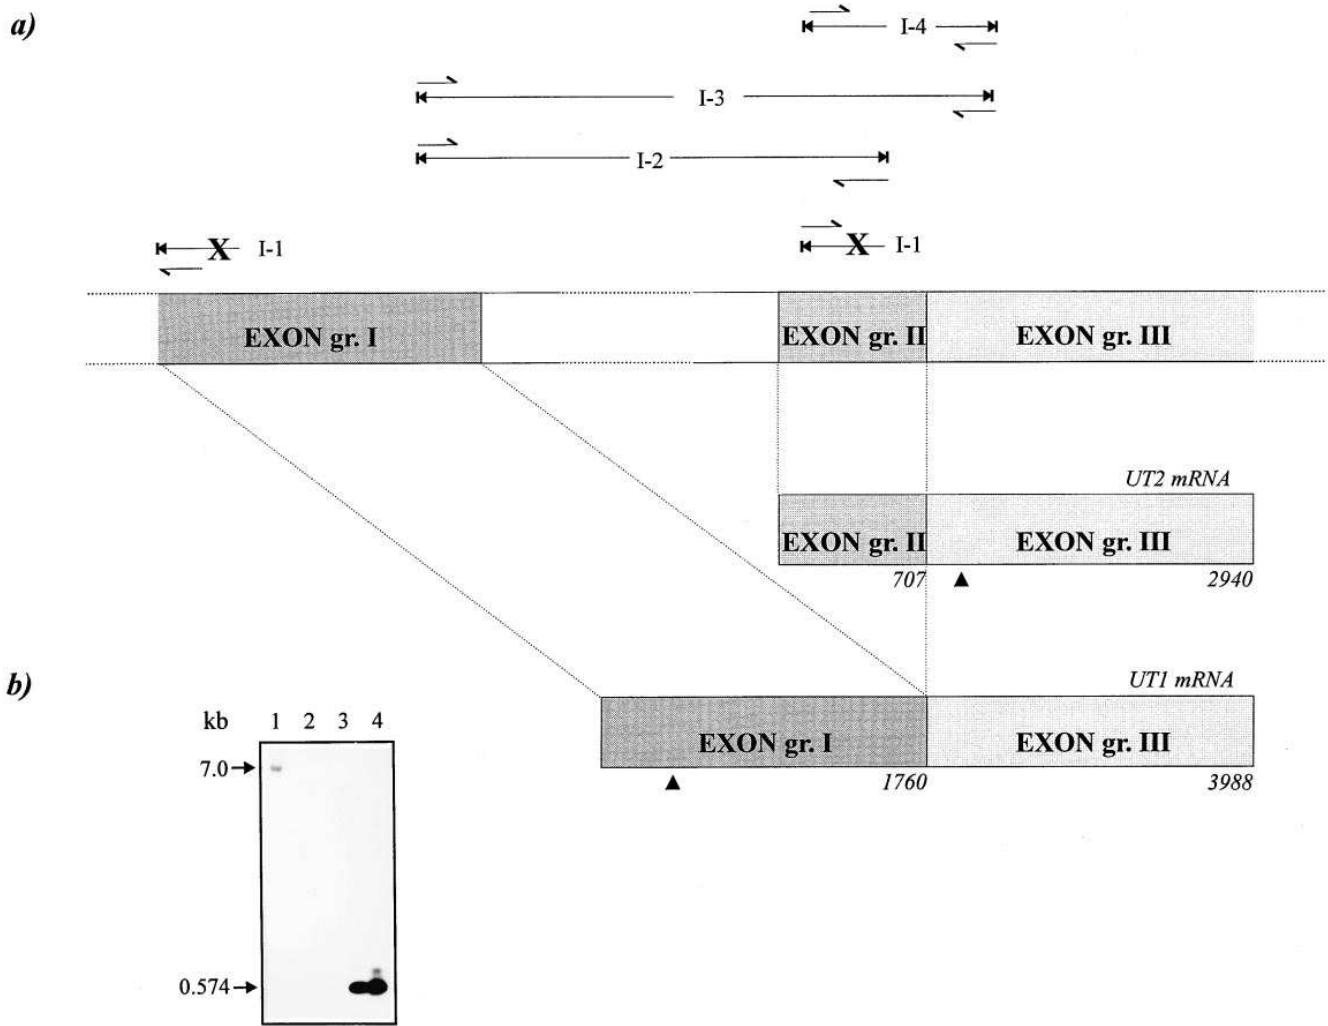 a)
I-4
I-3
I-2
X I-1
X I-1
EXON gr. I
EXON gr. II
EXON gr. III
UT2 mRNA
EXON gr. II
EXON gr. III
707
2940
b)
UT1 mRNA
kb 1 2 3 4
EXON gr. I
EXON gr. III
7.0
1760
3988
0.574